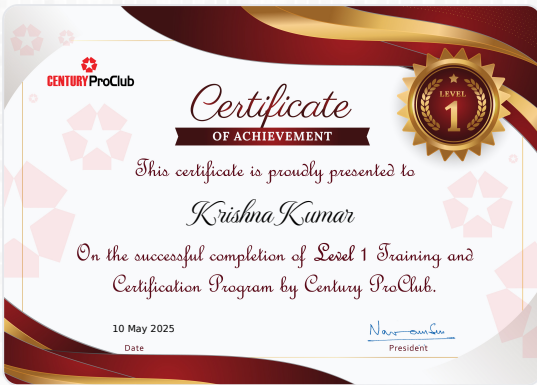 CENTURY ProClub
LEVEL
1
Certificate
OF ACHIEVEMENT
This certificate is proudly presented to
Krishna Kumar
On the successful completion of Level 1 Training and
Certification Program by Century ProClub.
10 May 2025
Date
President